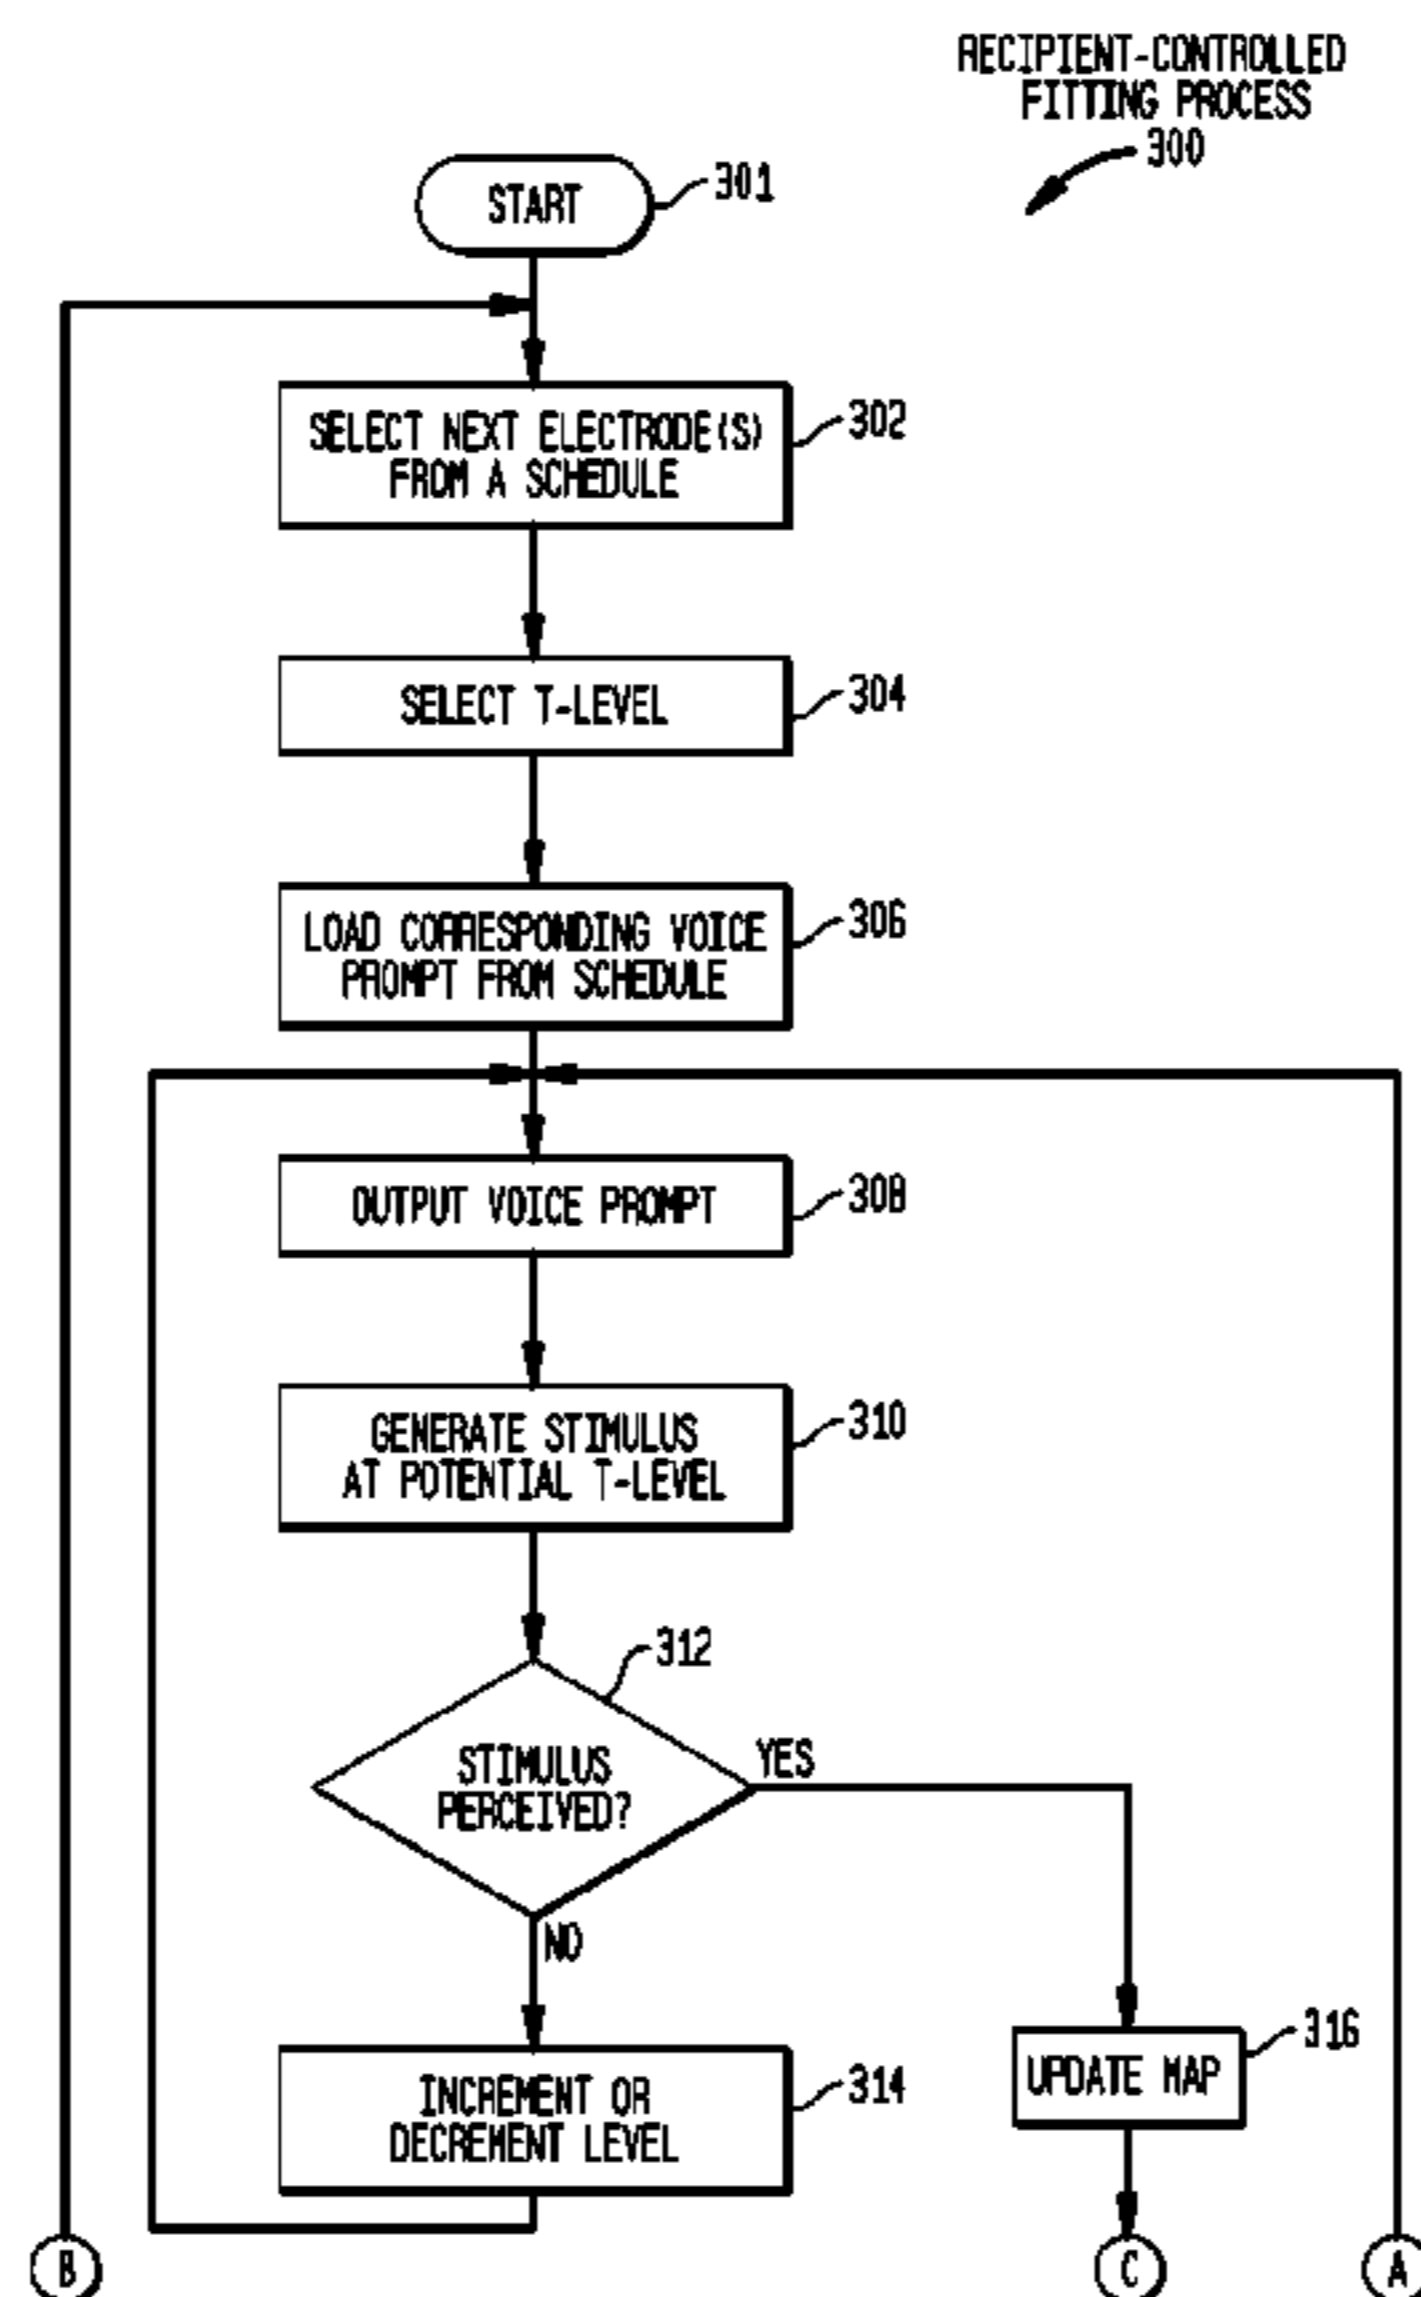 RECIPIENT-CONTROLLED
FITTING PROCESS
300
START
301
SELECT NEXT ELECTRODE(S)
FROM A SCHEDULE
302
SELECT T-LEVEL
304
LOAD CORRESPONDING VOICE
PROMPT FROM SCHEDULE
306
OUTPUT VOICE PROMPT
308
GENERATE STIMULUS
AT POTENTIAL T-LEVEL
310
312
STIMULUS
PERCEIVED?
YES
NO
INCREMENT OR
DECREMENT LEVEL
314
UPDATE MAP
316
B
C
A